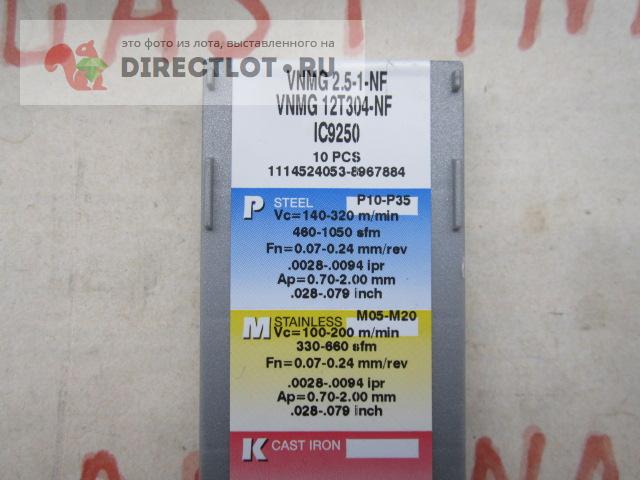 это фото из лота, выставленного на
DIRECTLOT.RU
VNMG 2.5-1-NF
VNMG 12T304-NF
IC9250
10 PCS
1114524053-8967884
P STEEL P10-P35
Vc=140-320 m/min
460-1050 sfm
Fn=0.07-0.24 mm/rev
.0028-.0094 ipr
Ap=0.70-2.00 mm
.028-.079 inch
M STAINLESS M05-M20
Vc=100-200 m/min
330-660 sfm
Fn=0.07-0.24 mm/rev
.0028-.0094 ipr
Ap=0.70-2.00 mm
.028-.079 inch
K CAST IRON